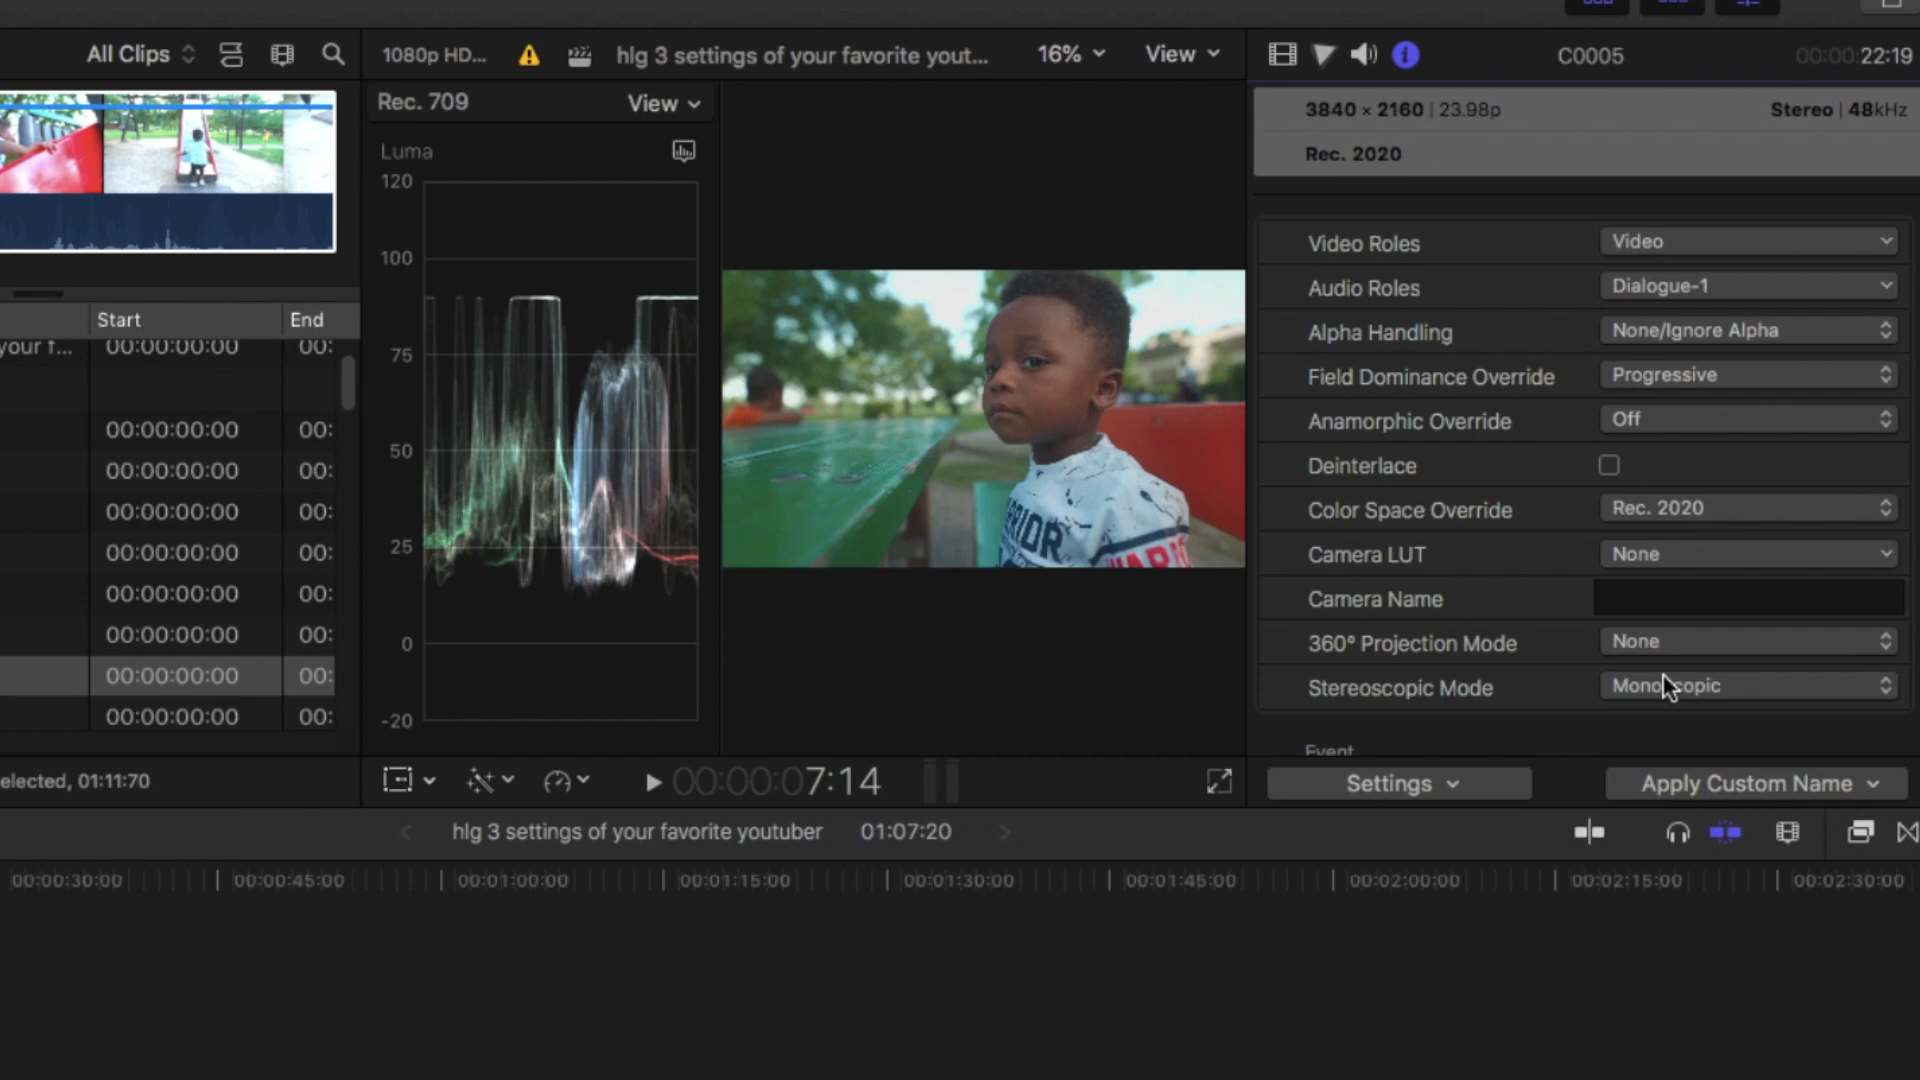 All Clips
1080p HD...
hlg 3 settings of your favorite yout...
16%
View
C0005
00:00:22:19
Rec. 709
View
3840 × 2160 | 23.98p
Stereo | 48kHz
Rec. 2020
Luma
120
100
75
50
25
0
-20
Start
End
your f...
00:00:00:00
00:
00:00:00:00
00:
00:00:00:00
00:
00:00:00:00
00:
00:00:00:00
00:
00:00:00:00
00:
00:00:00:00
00:
00:00:00:00
00:
00:00:00:00
00:
Video Roles
Video
Audio Roles
Dialogue-1
Alpha Handling
None/Ignore Alpha
Field Dominance Override
Progressive
Anamorphic Override
Off
Deinterlace
Color Space Override
Rec. 2020
Camera LUT
None
Camera Name
360° Projection Mode
None
Stereoscopic Mode
Monoscopic
Event
elected, 01:11:70
00:00:07:14
Settings
Apply Custom Name
hlg 3 settings of your favorite youtuber
01:07:20
00:00:30:00
00:00:45:00
00:01:00:00
00:01:15:00
00:01:30:00
00:01:45:00
00:02:00:00
00:02:15:00
00:02:30:00